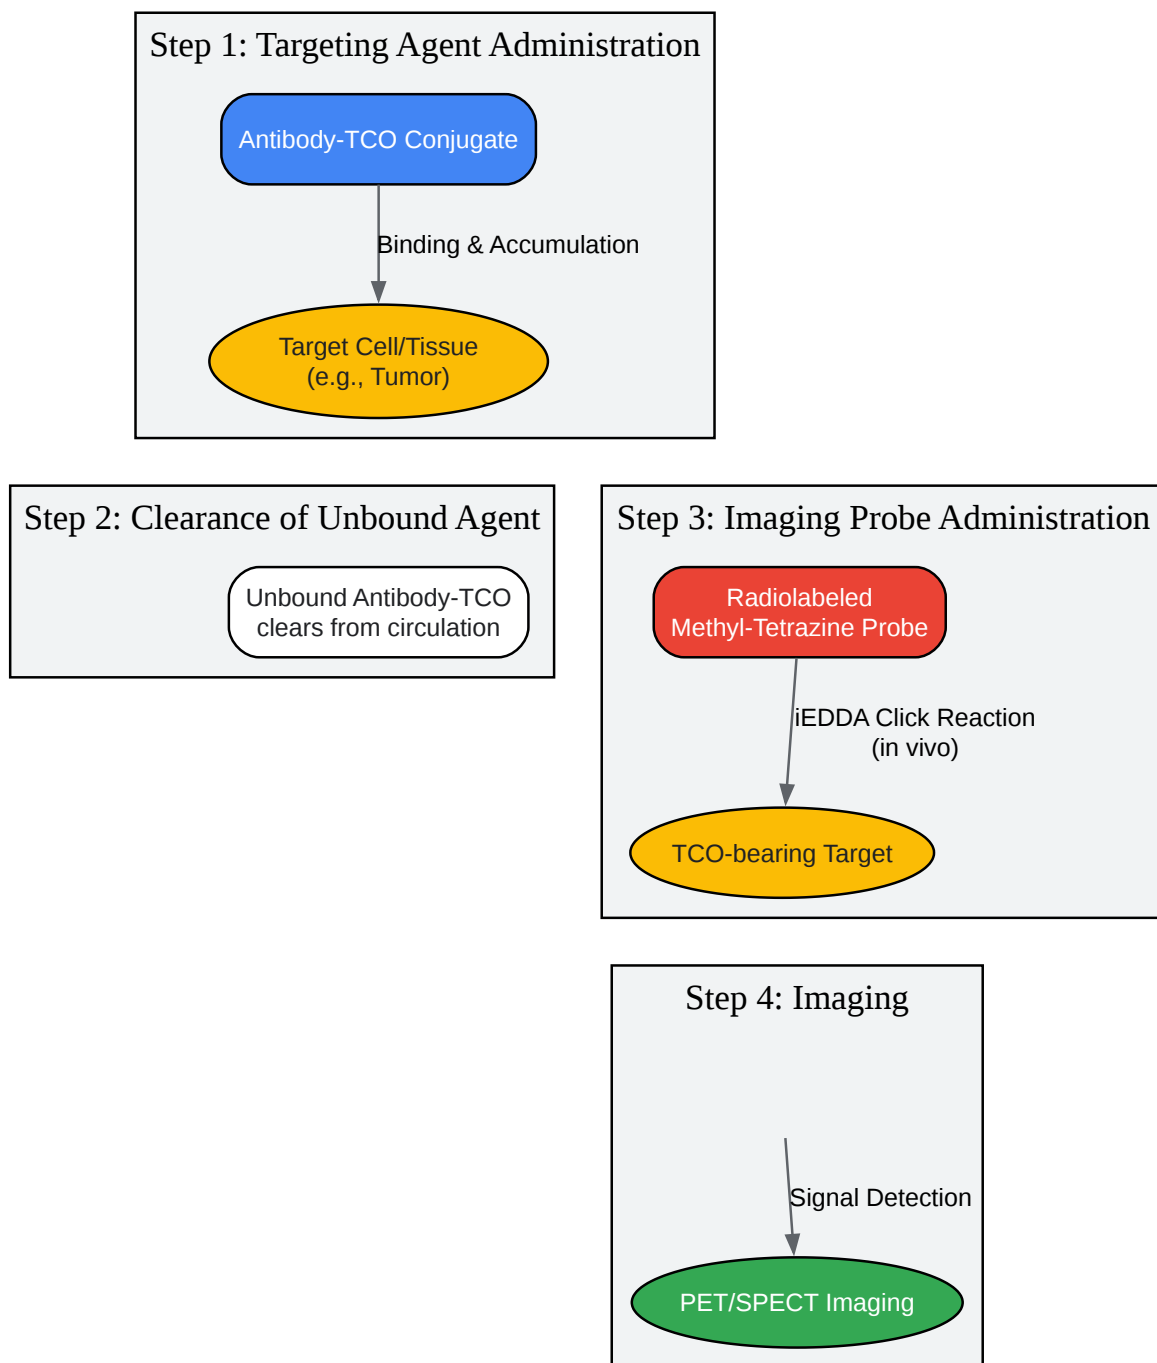 Step 1: Targeting Agent Administration
Antibody-TCO Conjugate
Binding & Accumulation
Target Cell/Tissue
(e.g., Tumor)
Step 2: Clearance of Unbound Agent
Unbound Antibody-TCO
clears from circulation
Step 3: Imaging Probe Administration
Radiolabeled
Methyl-Tetrazine Probe
iEDDA Click Reaction
(in vivo)
TCO-bearing Target
Step 4: Imaging
Signal Detection
PET/SPECT Imaging